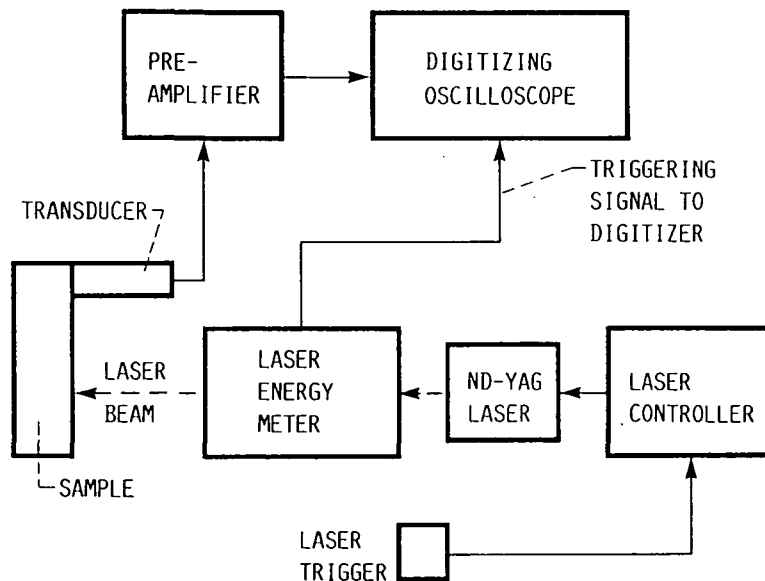 PRE-
AMPLIFIER
DIGITIZING
OSCILLOSCOPE
TRIGGERING
SIGNAL TO
DIGITIZER
TRANSDUCER
LASER
BEAM
LASER
ENERGY
METER
ND-YAG
LASER
LASER
CONTROLLER
SAMPLE
LASER
TRIGGER